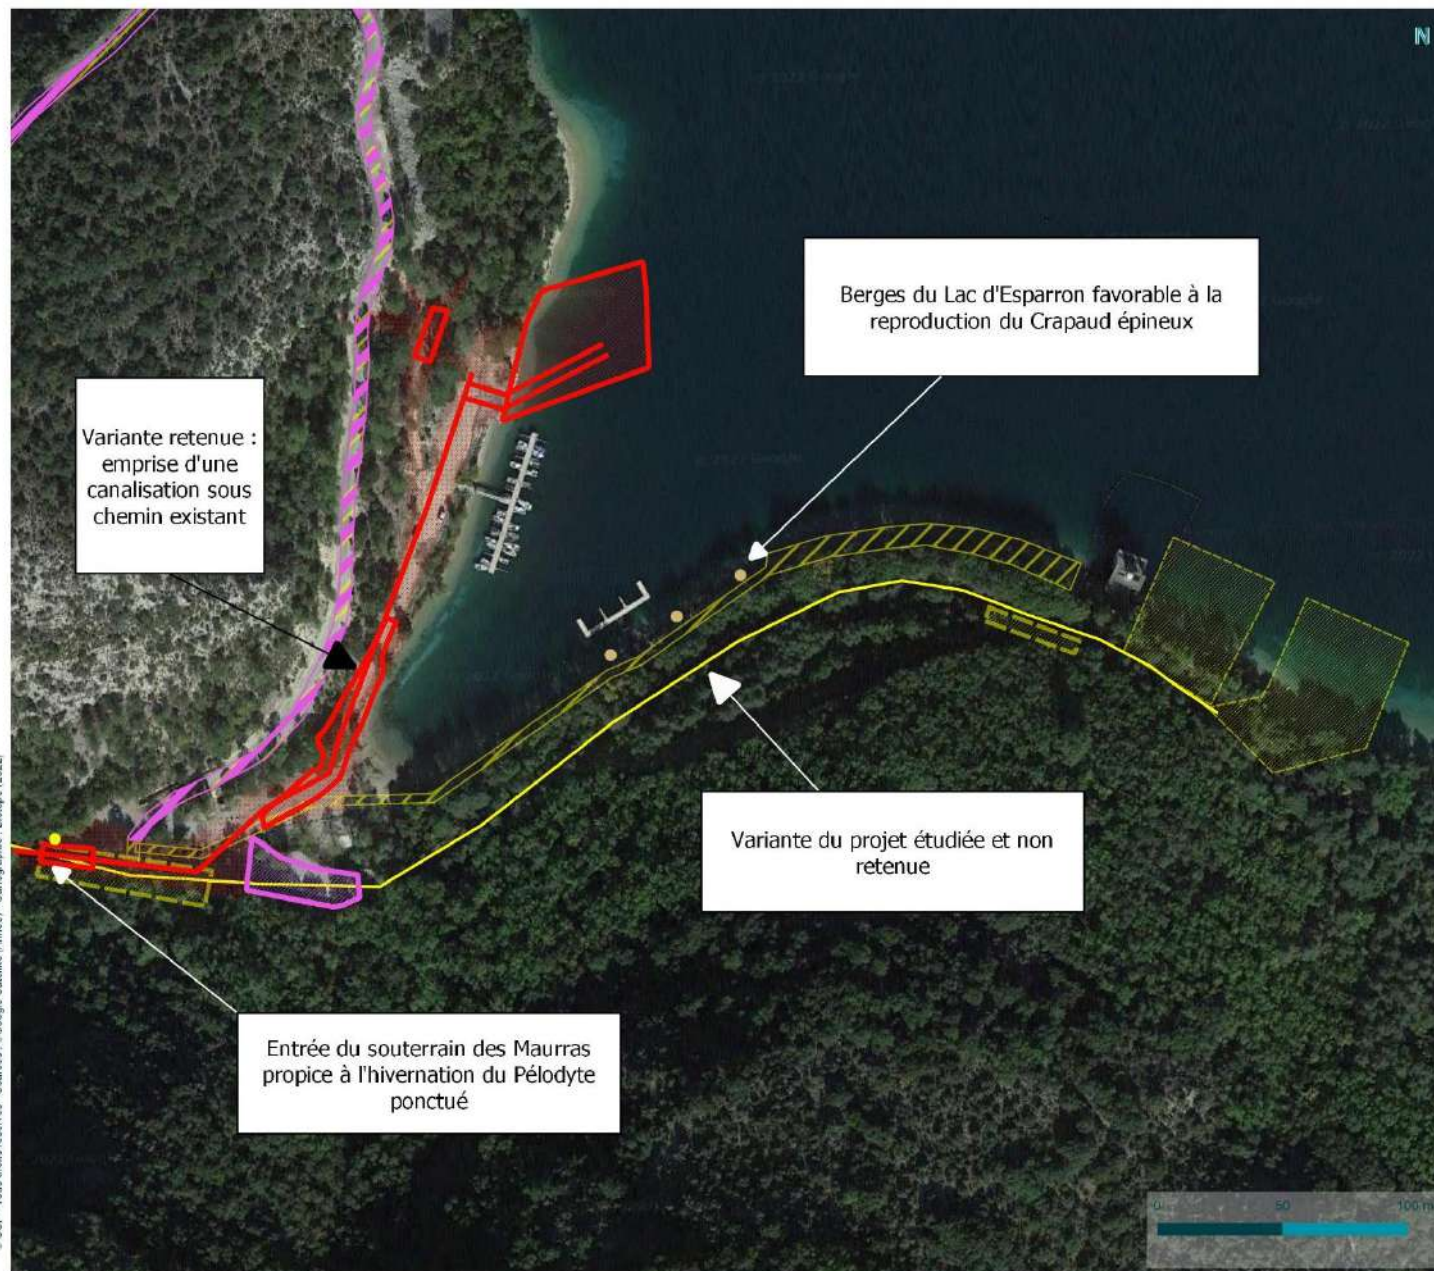 N
Berges du Lac d'Esparron favorable à la
reproduction du Crapaud épineux
Variante retenue :
emprise d'une
canalisation sous
chemin existant
Variante du projet étudiée et non
retenue
Entrée du souterrain des Maurras
propice à l'hivernation du Pélodyte
ponctué
0 50 100 m